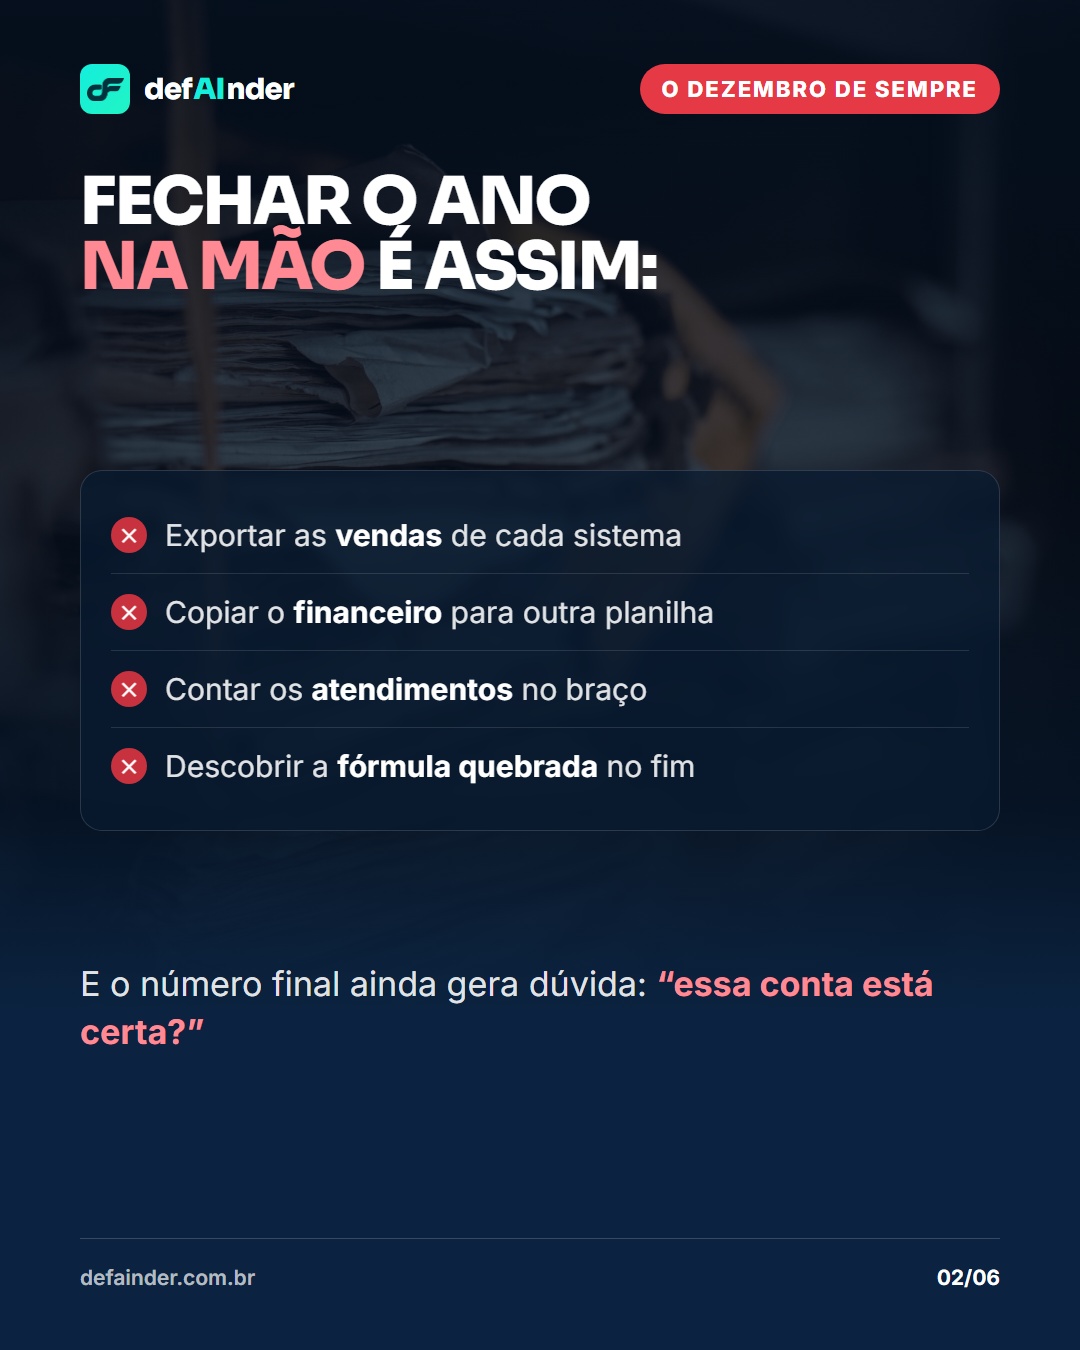 defAInder
O DEZEMBRO DE SEMPRE
FECHAR O ANO
NA MÃO É ASSIM:
Exportar as vendas de cada sistema
Copiar o financeiro para outra planilha
Contar os atendimentos no braço
Descobrir a fórmula quebrada no fim
E o número final ainda gera dúvida: “essa conta está
certa?”
defainder.com.br
02/06